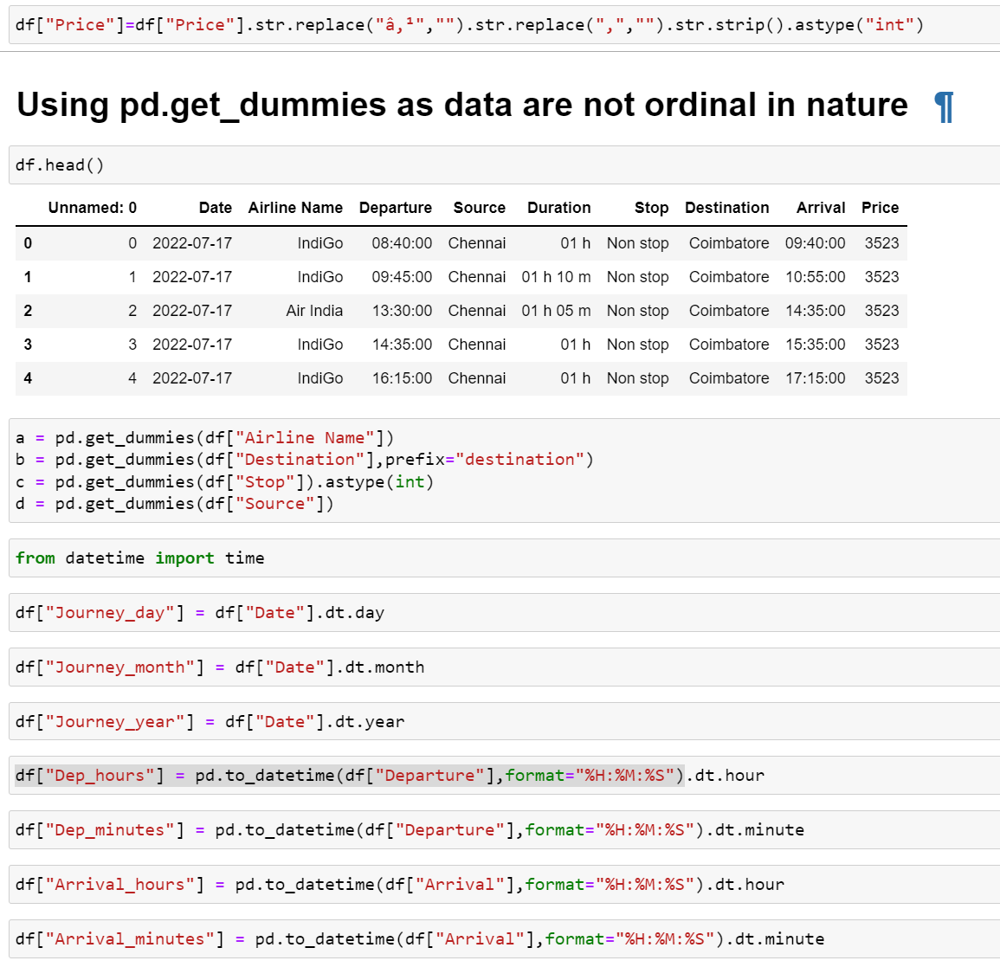 df["Price"]=df["Price"].str.replace("â‚¹","").str.replace(",","").str.strip().astype("int")
Using pd.get_dummies as data are not ordinal in nature ¶
df.head()
Unnamed: 0 Date Airline Name Departure Source Duration Stop Destination Arrival Price
0 0 2022-07-17 IndiGo 08:40:00 Chennai 01 h Non stop Coimbatore 09:40:00 3523
1 1 2022-07-17 IndiGo 09:45:00 Chennai 01 h 10 m Non stop Coimbatore 10:55:00 3523
2 2 2022-07-17 Air India 13:30:00 Chennai 01 h 05 m Non stop Coimbatore 14:35:00 3523
3 3 2022-07-17 IndiGo 14:35:00 Chennai 01 h Non stop Coimbatore 15:35:00 3523
4 4 2022-07-17 IndiGo 16:15:00 Chennai 01 h Non stop Coimbatore 17:15:00 3523
a = pd.get_dummies(df["Airline Name"])
b = pd.get_dummies(df["Destination"],prefix="destination")
c = pd.get_dummies(df["Stop"]).astype(int)
d = pd.get_dummies(df["Source"])
from datetime import time
df["Journey_day"] = df["Date"].dt.day
df["Journey_month"] = df["Date"].dt.month
df["Journey_year"] = df["Date"].dt.year
df["Dep_hours"] = pd.to_datetime(df["Departure"],format="%H:%M:%S").dt.hour
df["Dep_minutes"] = pd.to_datetime(df["Departure"],format="%H:%M:%S").dt.minute
df["Arrival_hours"] = pd.to_datetime(df["Arrival"],format="%H:%M:%S").dt.hour
df["Arrival_minutes"] = pd.to_datetime(df["Arrival"],format="%H:%M:%S").dt.minute